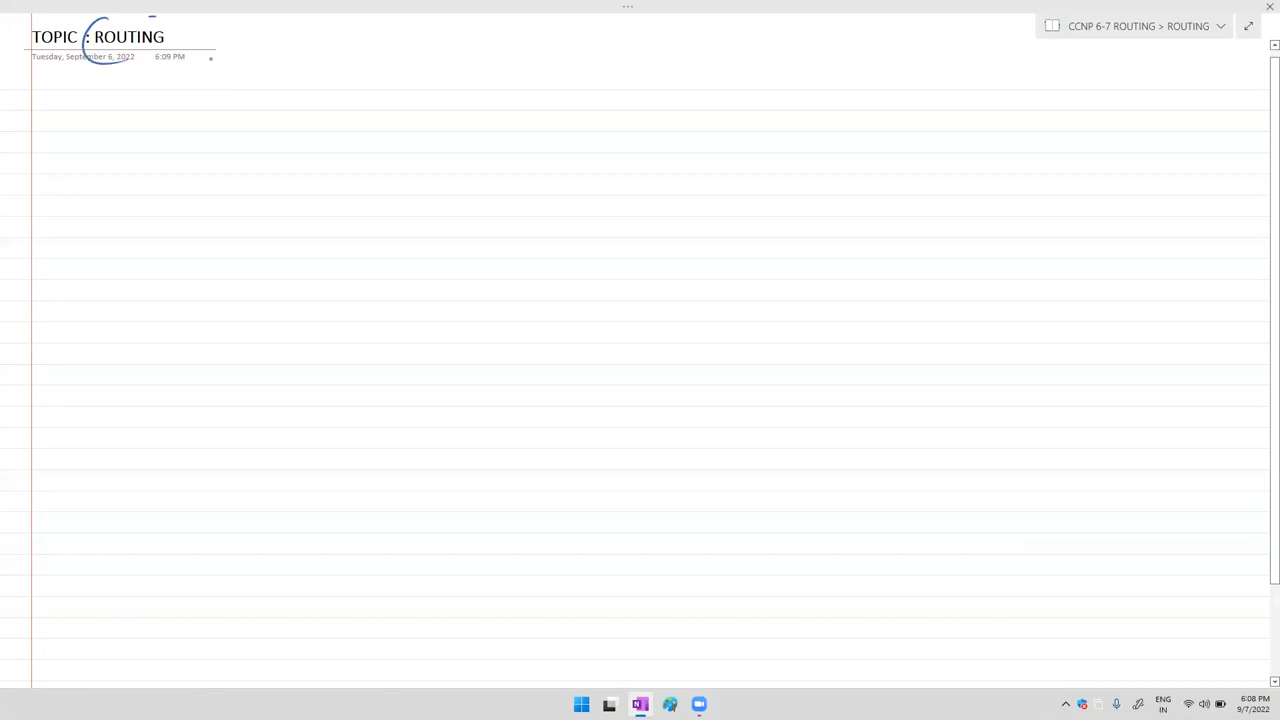 CCNP 6-7 ROUTING > ROUTING
TOPIC : ROUTING
Tuesday, September 6, 2022 6:09 PM
ENG
IN
6:08 PM
9/7/2022